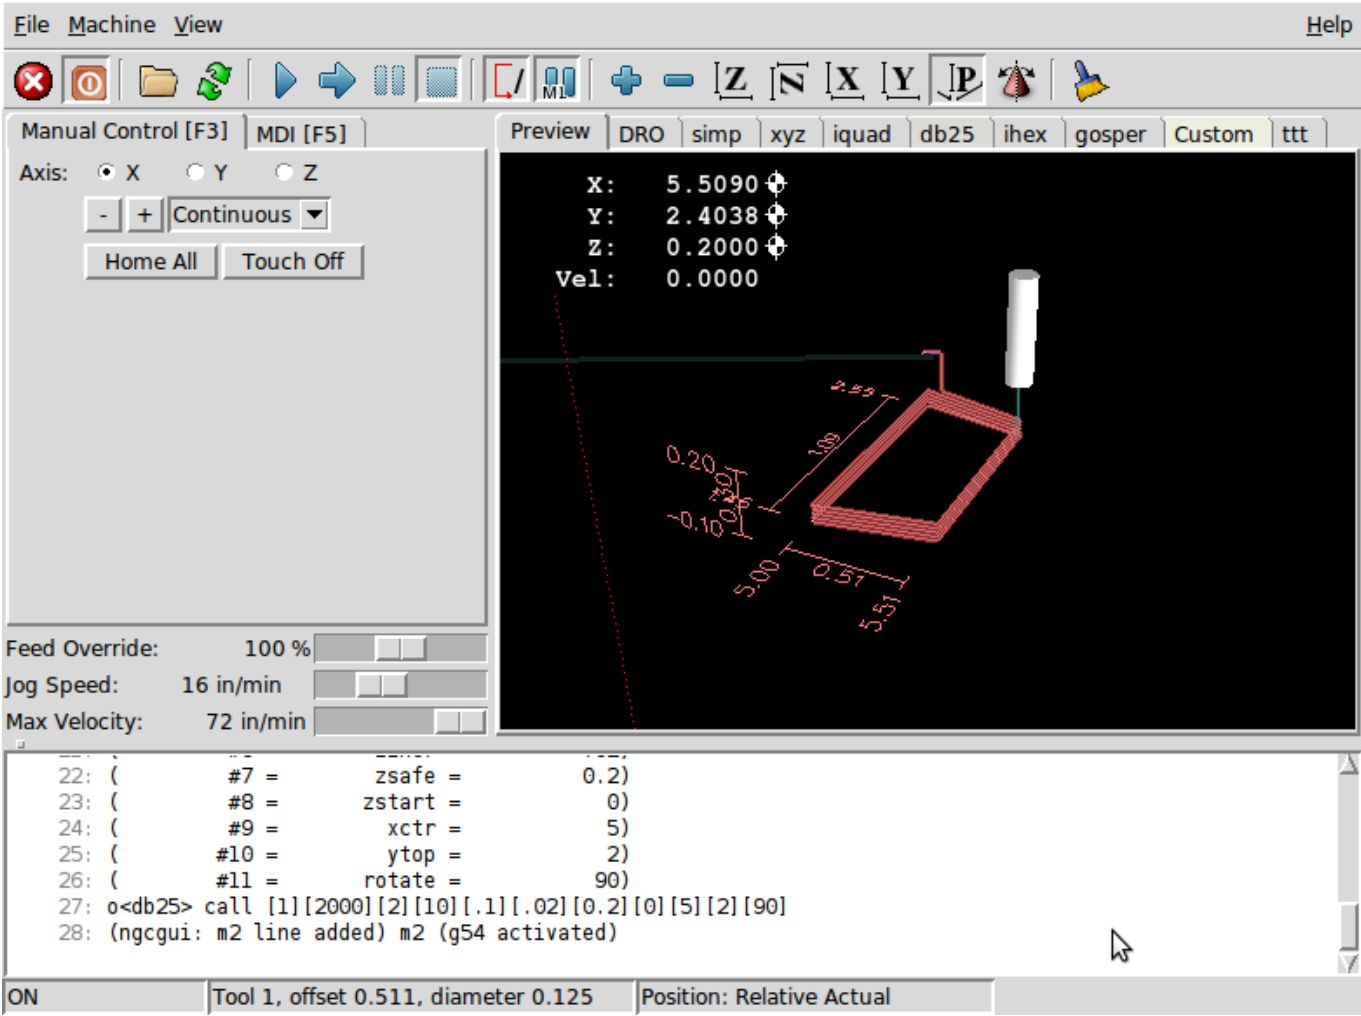 File Machine View Help
M1 Z N X Y P
Manual Control [F3] MDI [F5] Preview DRO simp xyz iquad db25 ihex gosper Custom ttt
Axis: X Y Z
- + Continuous
Home All Touch Off
X: 5.5090
Y: 2.4038
Z: 0.2000
Vel: 0.0000
0.20
-0.10
5.00
0.51
5.51
Feed Override: 100 %
Jog Speed: 16 in/min
Max Velocity: 72 in/min
22: ( #7 = zsafe = 0.2)
23: ( #8 = zstart = 0)
24: ( #9 = xctr = 5)
25: ( #10 = ytop = 2)
26: ( #11 = rotate = 90)
27: o<db25> call [1][2000][2][10][.1][.02][0.2][0][5][2][90]
28: (ngcgui: m2 line added) m2 (g54 activated)
ON Tool 1, offset 0.511, diameter 0.125 Position: Relative Actual